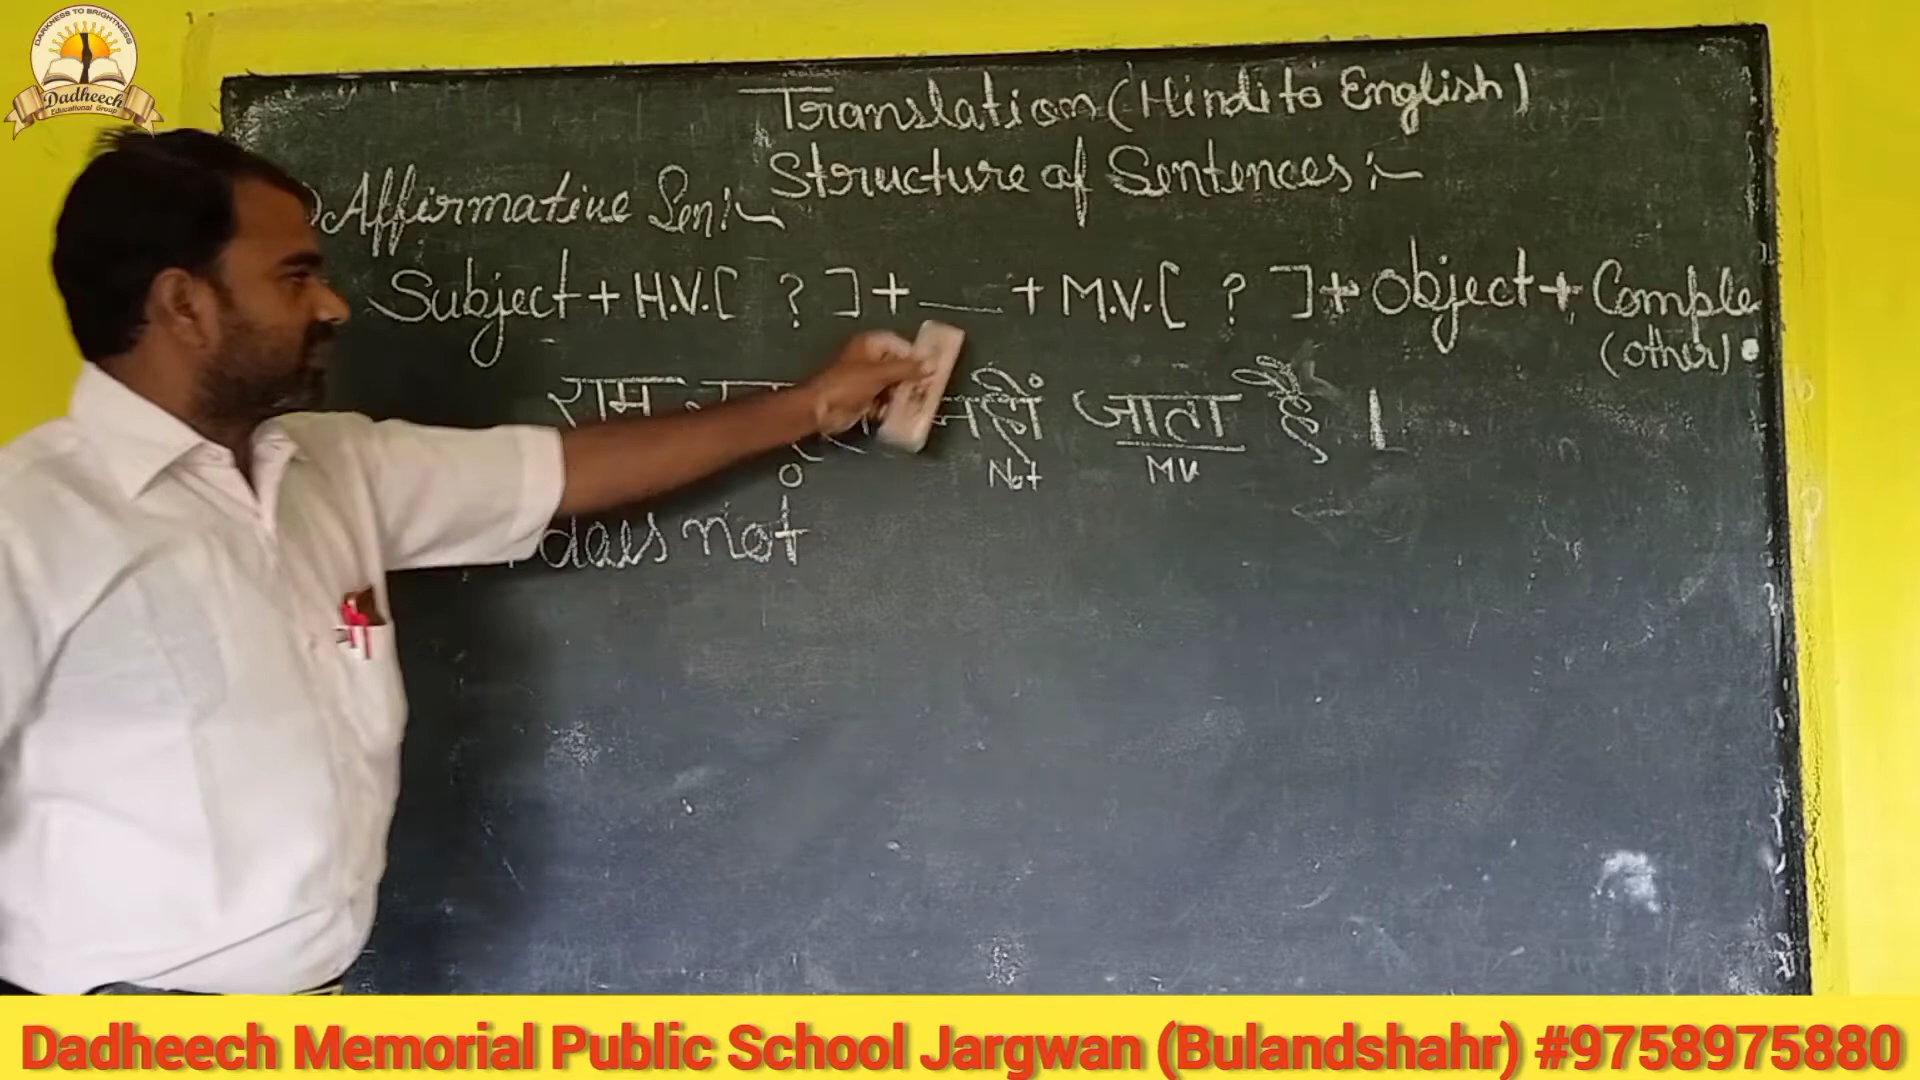 DARKNESS TO BRIGHTNESS
Dadheech
Educational Group
Translation (Hindi to English)
Structure of Sentences :-
Affirmative Sen:-
Subject + H.V. [ ? ] + __ + M.V. [ ? ] + Object + Comple
(other)
राम नहीं जाता है ।
O Not MV
does not
Dadheech Memorial Public School Jargwan (Bulandshahr) #9758975880